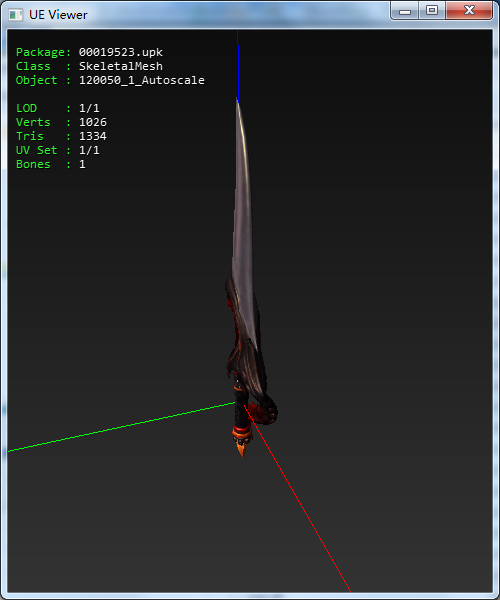 UE Viewer
Package: 00019523.upk
Class : SkeletalMesh
Object : 120050_1_Autoscale
LOD : 1/1
Verts : 1026
Tris : 1334
UV Set : 1/1
Bones : 1